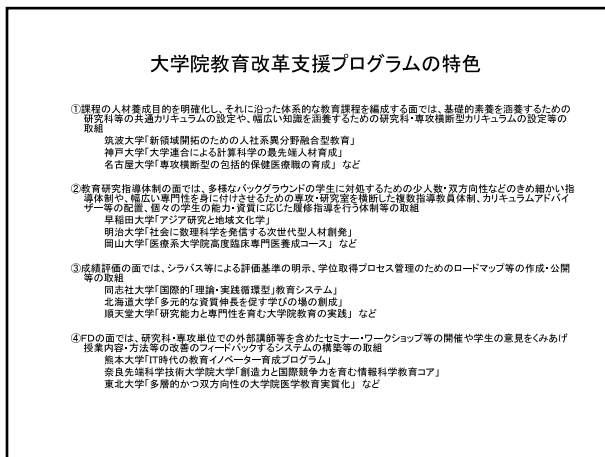 大学院教育改革支援プログラムの特色
①課程の人材養成目的を明確化し、それに沿った体系的な教育課程を編成する面では、基礎的素養を涵養するための
研究科等の共通カリキュラムの設定や、幅広い知識を涵養するための研究科・専攻横断型カリキュラムの設定等の
取組
筑波大学「新領域開拓のための人社系異分野融合型教育」
神戸大学「大学連合による計算科学の最先端人材育成」
名古屋大学「専攻横断型の包括的保健医療職の育成」 など
②教育研究指導体制の面では、多様なバックグラウンドの学生に対処するための少人数・双方向性などのきめ細かい指
導体制や、幅広い専門性を身に付けさせるための専攻・研究室を横断した複数指導教員体制、カリキュラムアドバイ
ザー等の配置、個々の学生の能力・資質に応じた履修指導を行う体制等の取組
早稲田大学「アジア研究と地域文化学」
明治大学「社会に数理科学を発信する次世代型人材創発」
岡山大学「医療系大学院高度臨床専門医養成コース」 など
③成績評価の面では、シラバス等による評価基準の明示、学位取得プロセス管理のためのロードマップ等の作成・公開
等の取組
同志社大学「国際的「理論・実践循環型」教育システム」
北海道大学「多元的な資質伸長を促す学びの場の創成」
順天堂大学「研究能力と専門性を育む大学院教育の実践」 など
④FDの面では、研究科・専攻単位での外部講師等を含めたセミナー・ワークショップ等の開催や学生の意見をくみあげ
授業内容・方法等の改善のフィードバックするシステムの構築等の取組
熊本大学「IT時代の教育イノベーター育成プログラム」
奈良先端科学技術大学院大学「創造力と国際競争力を育む情報科学教育コア」
東北大学「多層的かつ双方向性の大学院医学教育実質化」 など